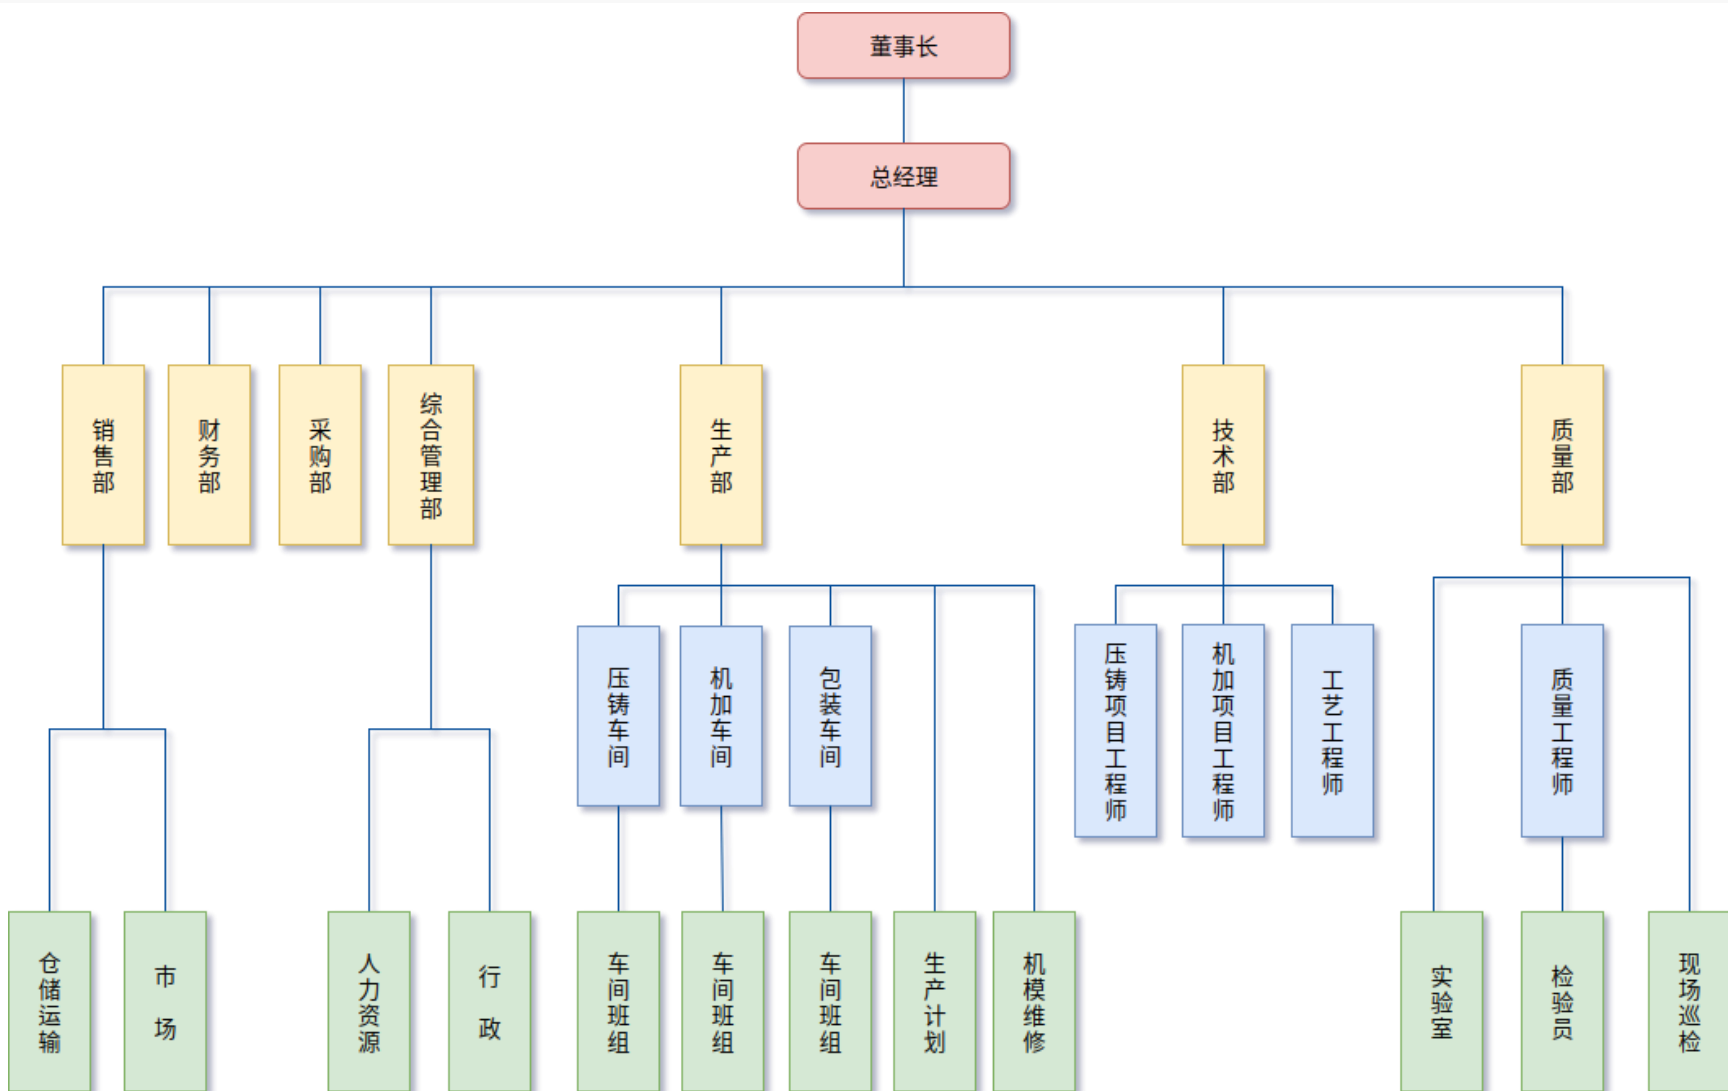 董事长
总经理
销售部
财务部
采购部
综合管理部
生产部
技术部
质量部
压铸车间
机加车间
包装车间
压铸项目工程师
机加项目工程师
工艺工程师
质量工程师
仓储运输
市场
人力资源
行政
车间班组
车间班组
车间班组
生产计划
机模维修
实验室
检验员
现场巡检